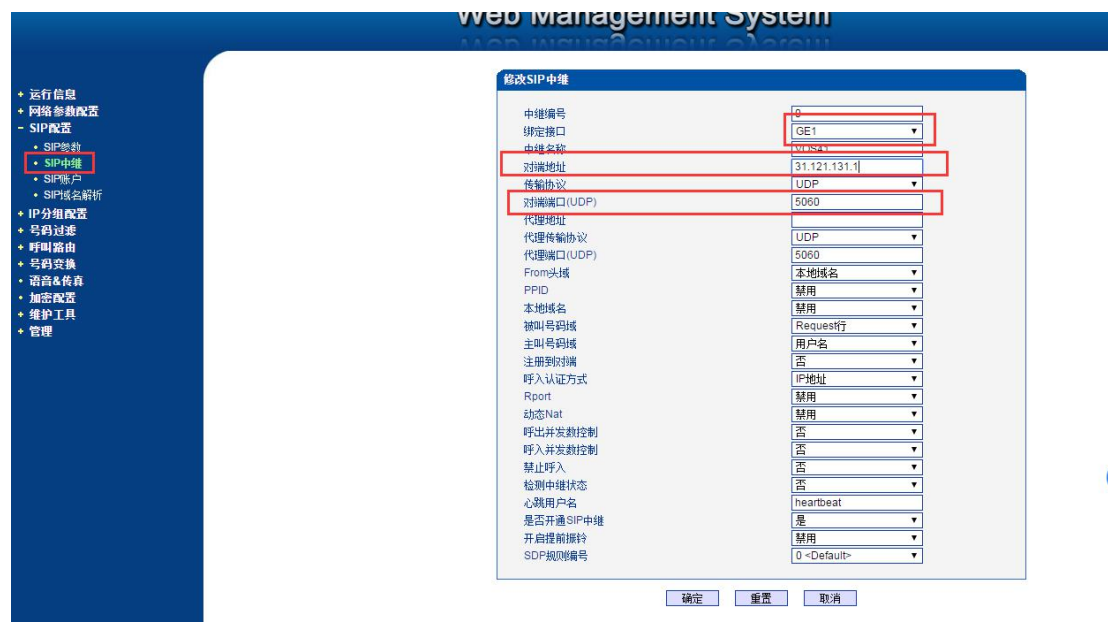 Web Management System
+ 运行信息
+ 网络参数配置
- SIP配置
• SIP参数
• SIP中继
• SIP账户
• SIP域名解析
+ IP分组配置
+ 号码过滤
+ 呼叫路由
+ 号码变换
• 语音&传真
• 加密配置
+ 维护工具
+ 管理
修改SIP中继
中继编号 0
绑定接口 GE1
中继名称 VOS41
对端地址 31.121.131.1
传输协议 UDP
对端端口(UDP) 5060
代理地址
代理传输协议 UDP
代理端口(UDP) 5060
From头域 本地域名
PPID 禁用
本地域名 禁用
被叫号码域 Request行
主叫号码域 用户名
注册到对端 否
呼入认证方式 IP地址
Rport 禁用
动态Nat 禁用
呼出并发数控制 否
呼入并发数控制 否
禁止呼入 否
检测中继状态 否
心跳用户名 heartbeat
是否开通SIP中继 是
开启提前振铃 禁用
SDP规则编号 0 <Default>
确定 重置 取消